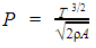 P = T^{3/2} / √(2ρA)